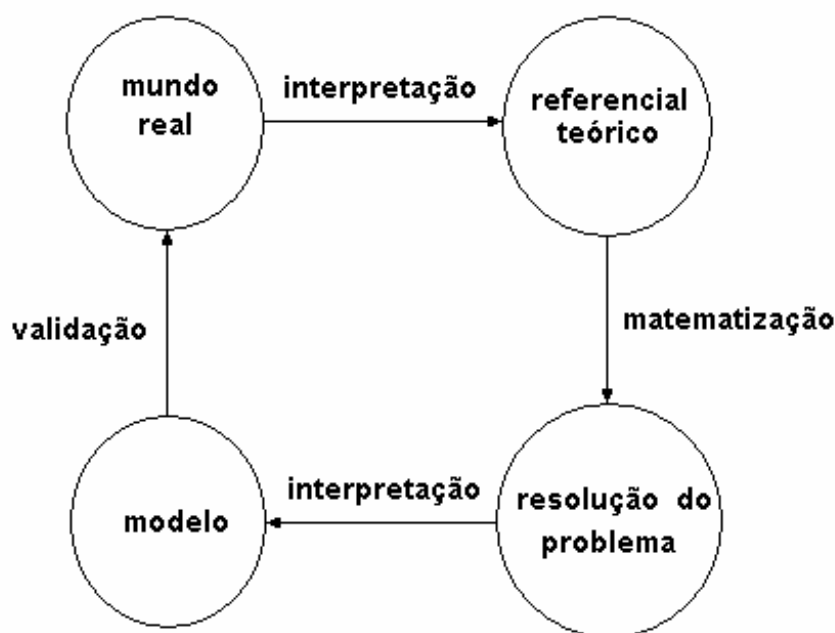 mundo
real
interpretação
referencial
teórico
validação
matematização
modelo
interpretação
resolução do
problema